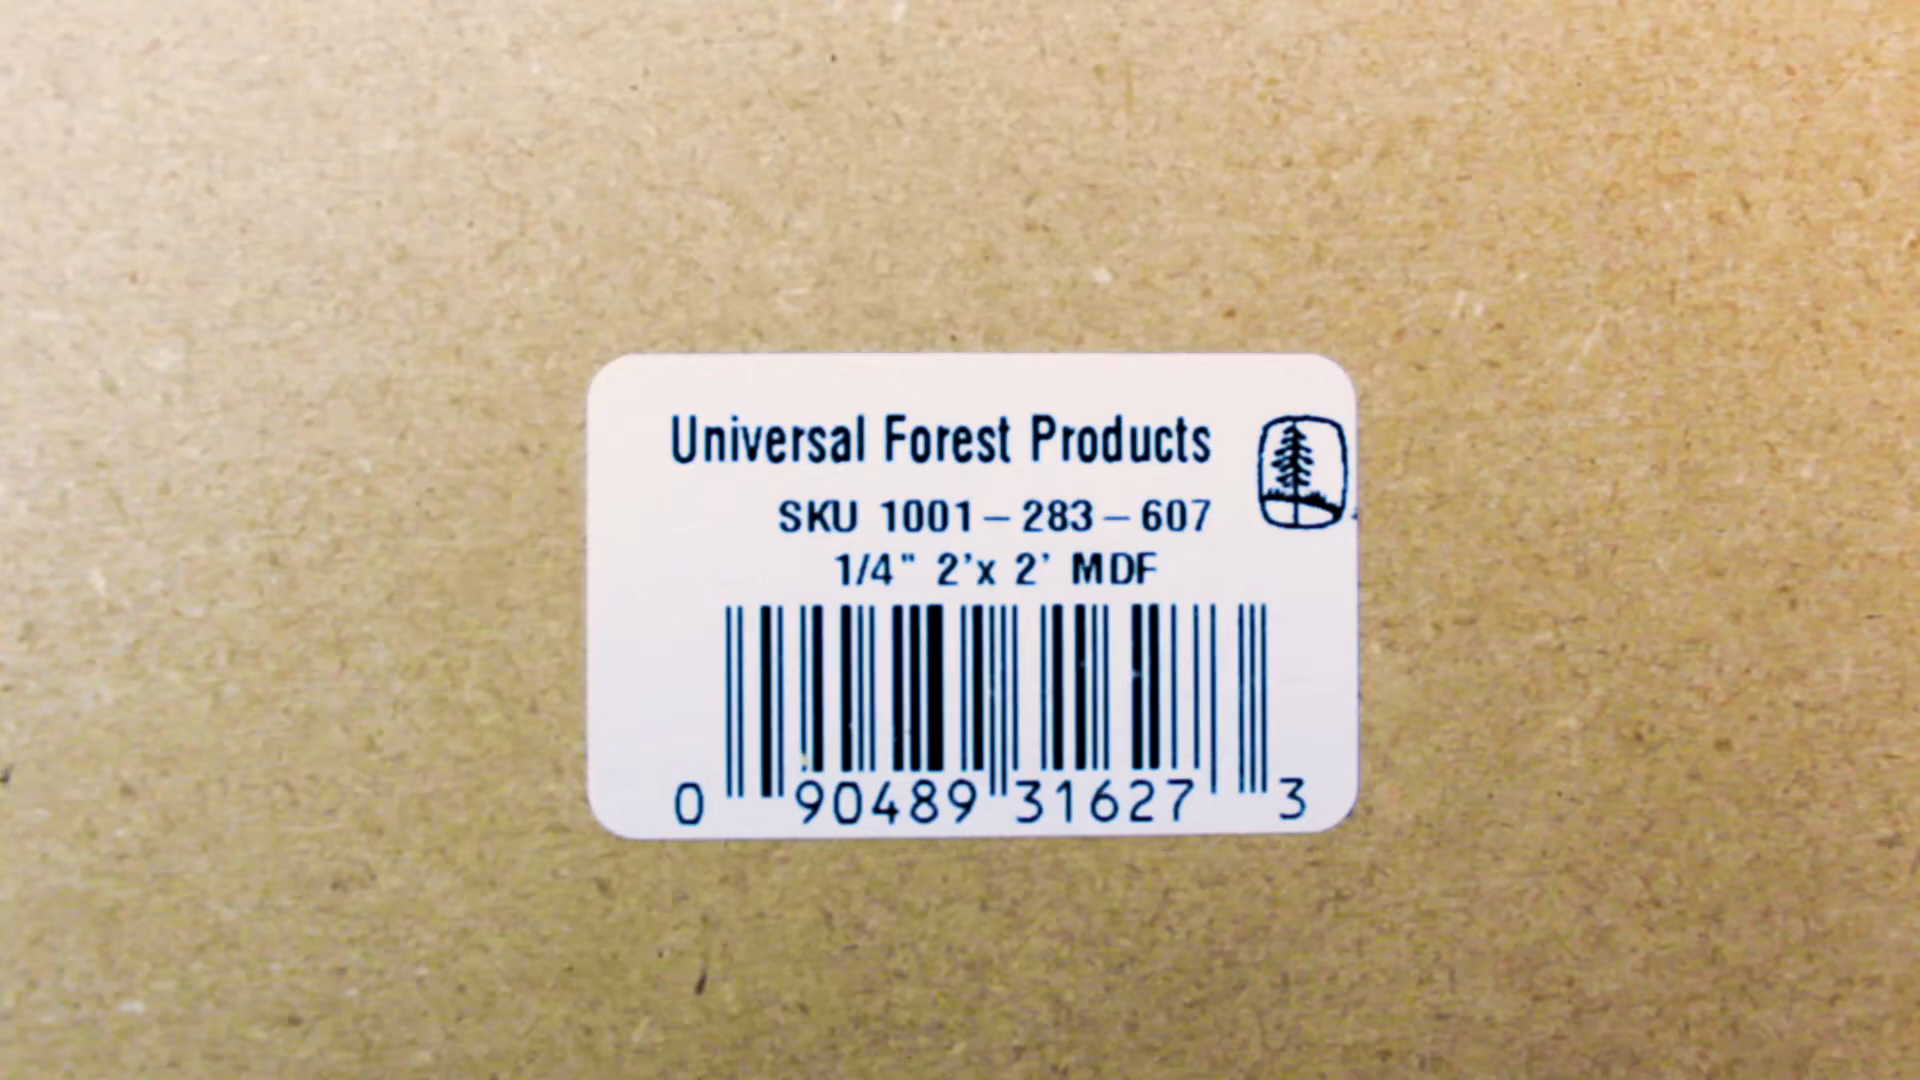 Universal Forest Products
SKU 1001-283-607
1/4" 2'x 2' MDF
0 90489 31627 3